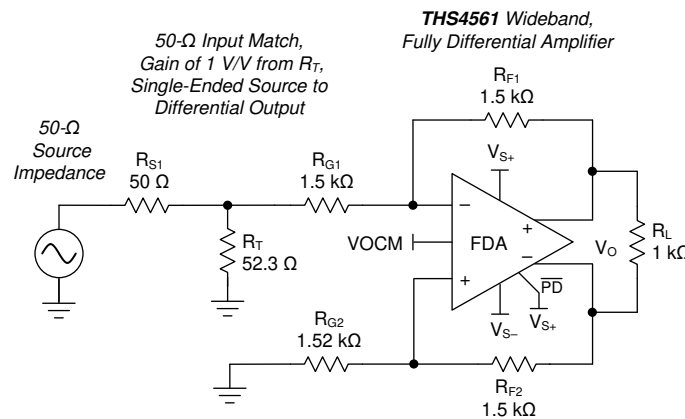 THS4561 Wideband,
Fully Differential Amplifier
50-Ω Input Match,
Gain of 1 V/V from RT,
Single-Ended Source to
Differential Output
50-Ω
Source
Impedance
RS1
50 Ω
RT
52.3 Ω
RG1
1.5 kΩ
RF1
1.5 kΩ
VS+
−
+
VOCM
FDA
+
−
PD
VS−
VS+
VO
RL
1 kΩ
RG2
1.52 kΩ
RF2
1.5 kΩ